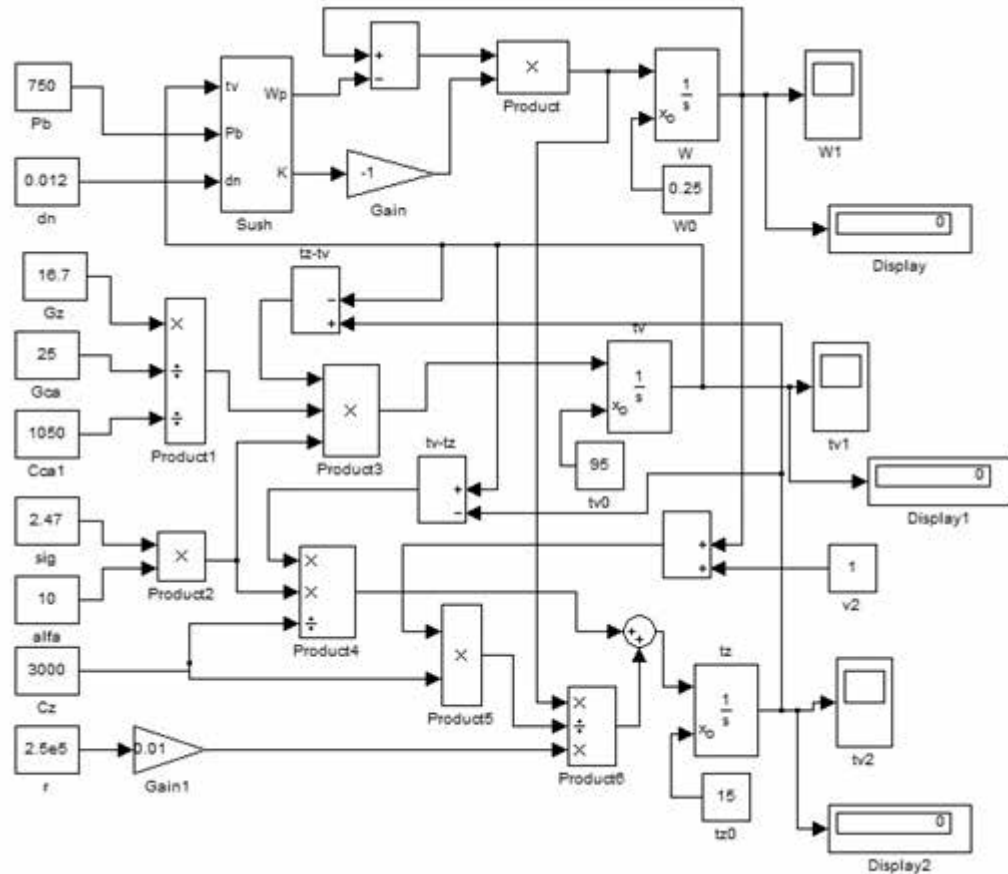 750
Pb
0.012
dn
tv
Pb
dn
Wp
K
Sush
+
−
-1
Gain
×
Product
1
s
xo
W
0.25
W0
W1
0
Display
16.7
Gz
25
Gca
1050
Cca1
×
÷
÷
Product1
tz-tv
−
+
×
Product3
tv
1
s
xo
95
tv0
tv1
0
Display1
tv-tz
+
−
2.47
sig
10
alfa
×
Product2
×
×
÷
Product4
+
+
1
v2
3000
Cz
×
Product5
+
+
tz
1
s
xo
15
tz0
tv2
0
Display2
2.5e5
r
0.01
Gain1
×
÷
×
Product6